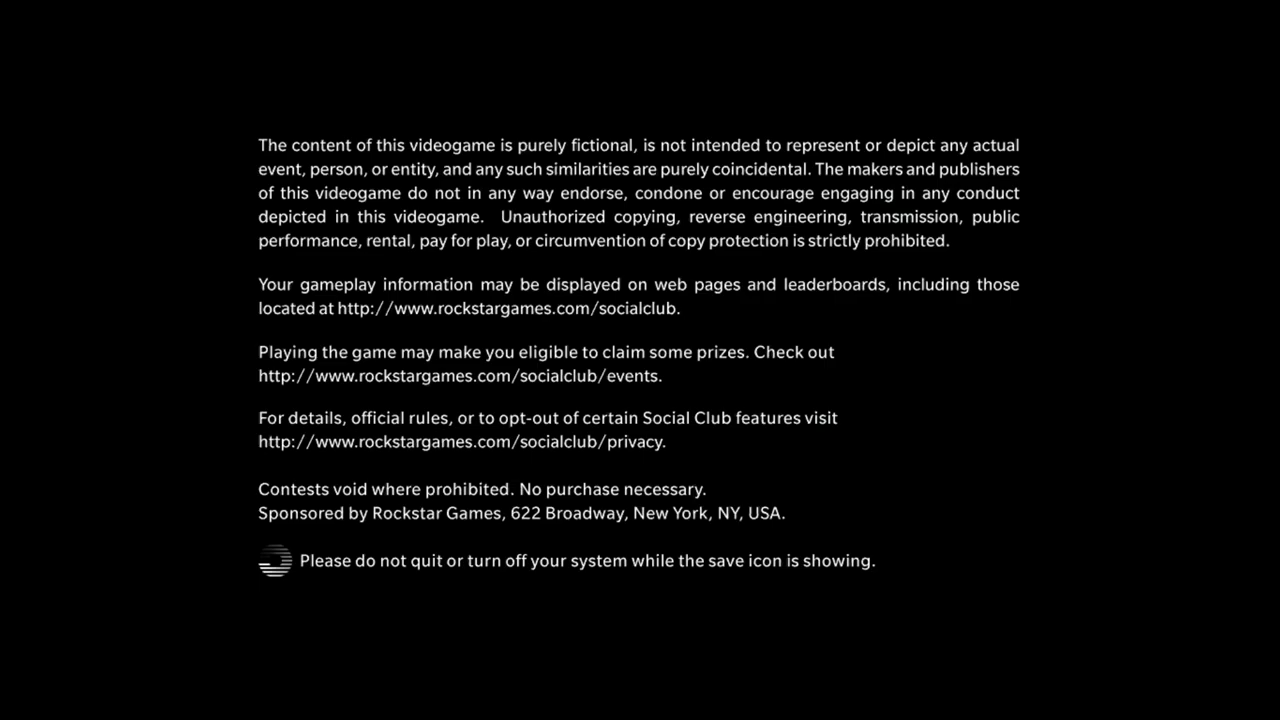 The content of this videogame is purely fictional, is not intended to represent or depict any actual
event, person, or entity, and any such similarities are purely coincidental. The makers and publishers
of this videogame do not in any way endorse, condone or encourage engaging in any conduct
depicted in this videogame.  Unauthorized copying, reverse engineering, transmission, public
performance, rental, pay for play, or circumvention of copy protection is strictly prohibited.
Your gameplay information may be displayed on web pages and leaderboards, including those
located at http://www.rockstargames.com/socialclub.
Playing the game may make you eligible to claim some prizes. Check out
http://www.rockstargames.com/socialclub/events.
For details, official rules, or to opt-out of certain Social Club features visit
http://www.rockstargames.com/socialclub/privacy.
Contests void where prohibited. No purchase necessary.
Sponsored by Rockstar Games, 622 Broadway, New York, NY, USA.
Please do not quit or turn off your system while the save icon is showing.